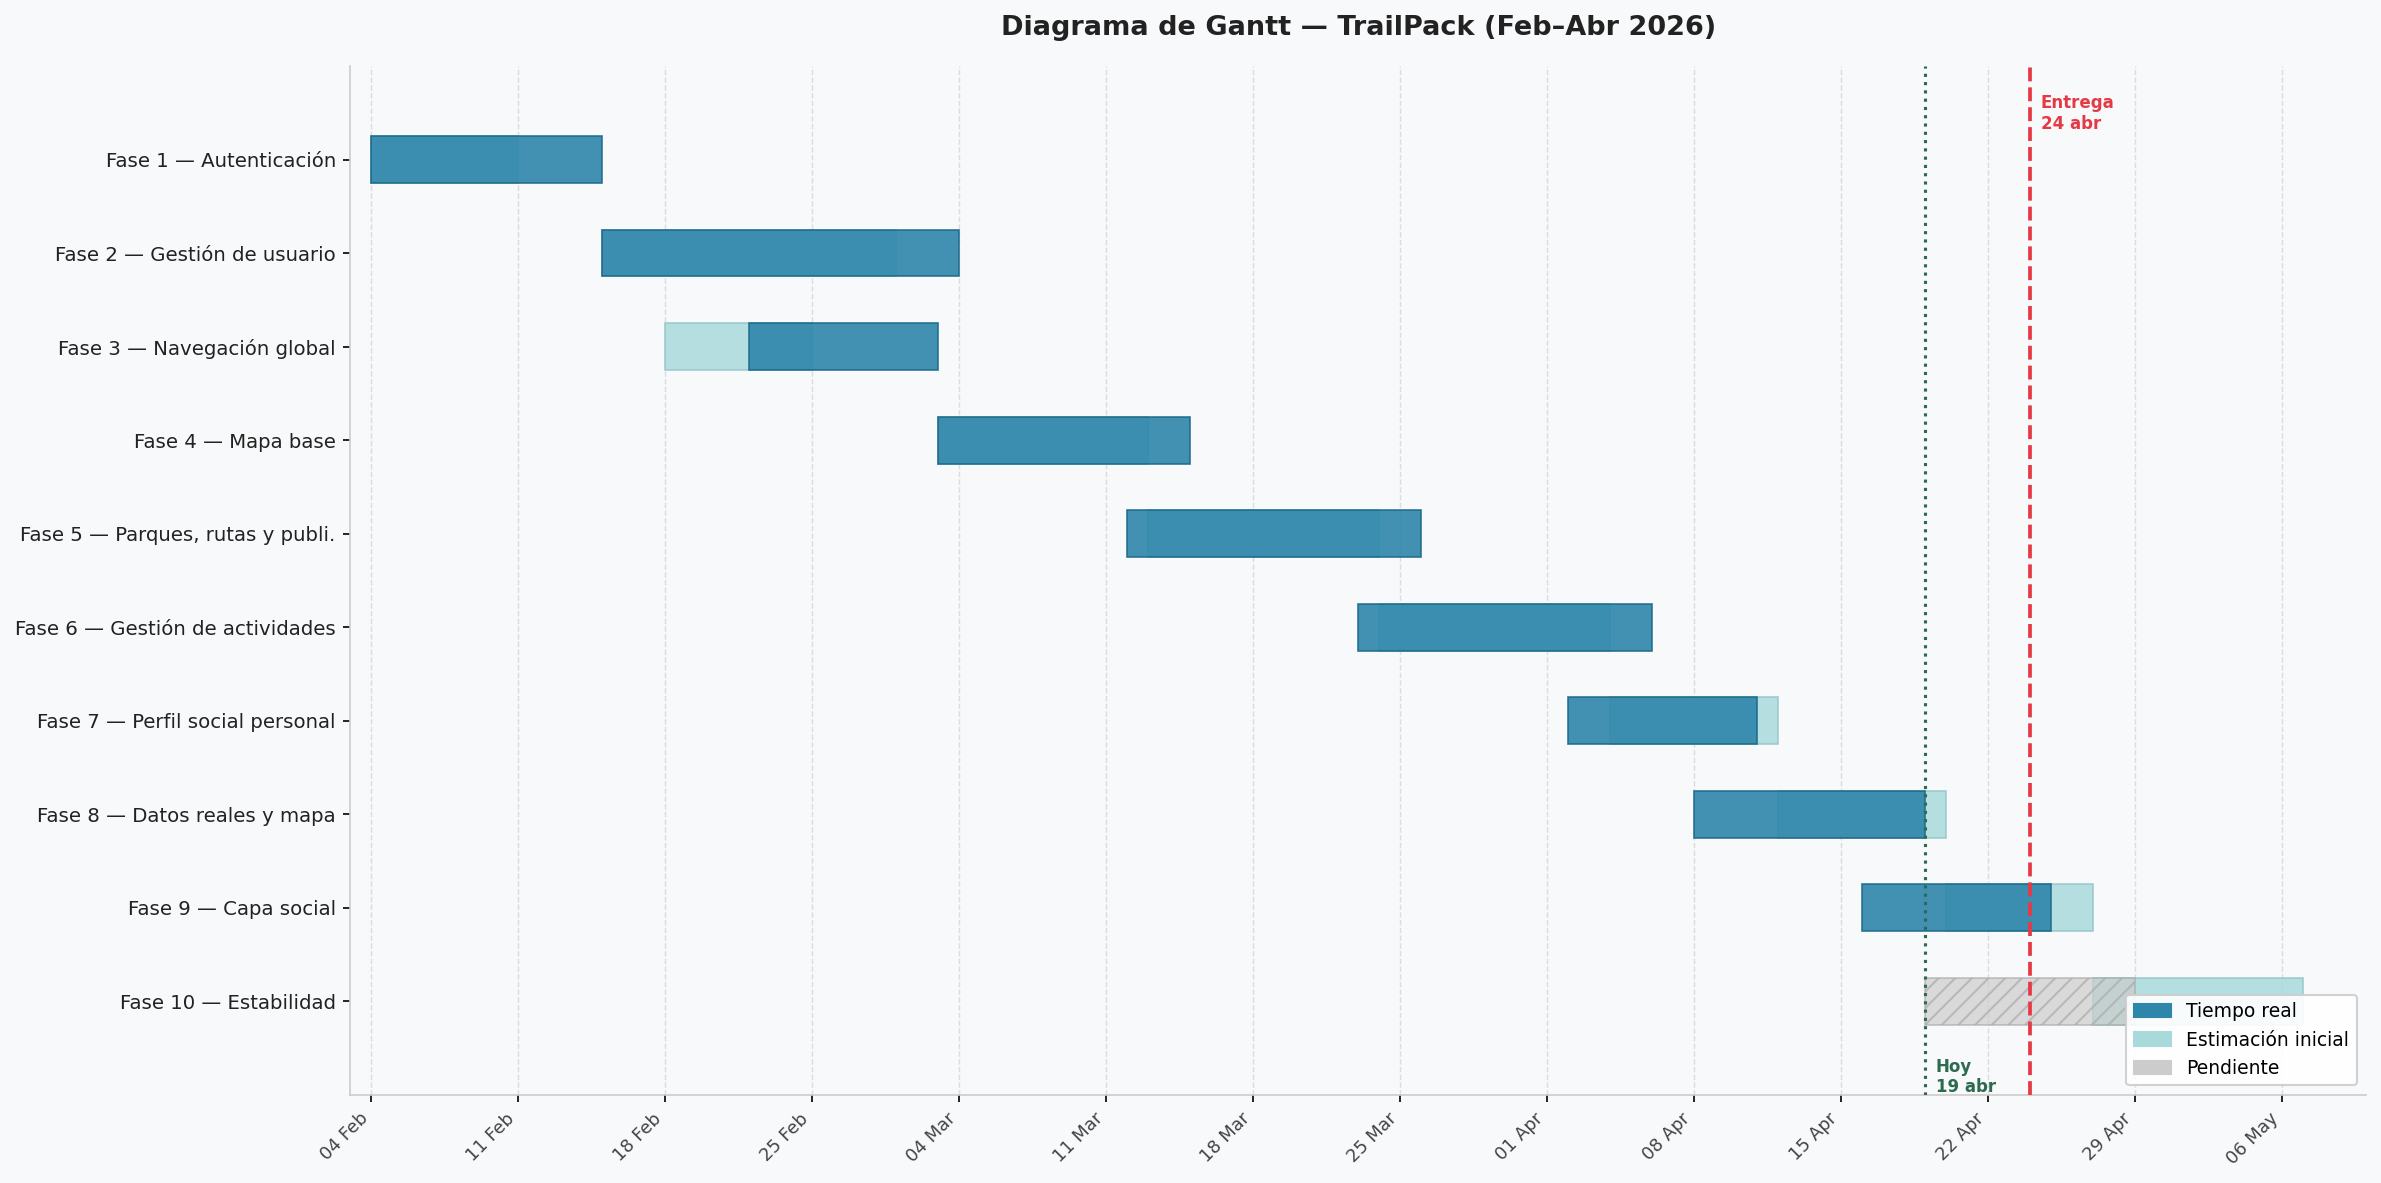 Diagrama de Gantt — TrailPack (Feb–Abr 2026)
Entrega
24 abr
Fase 1 — Autenticación
Fase 2 — Gestión de usuario
Fase 3 — Navegación global
Fase 4 — Mapa base
Fase 5 — Parques, rutas y publi.
Fase 6 — Gestión de actividades
Fase 7 — Perfil social personal
Fase 8 — Datos reales y mapa
Fase 9 — Capa social
Fase 10 — Estabilidad
Tiempo real
Estimación inicial
Pendiente
Hoy
19 abr
04 Feb
11 Feb
18 Feb
25 Feb
04 Mar
11 Mar
18 Mar
25 Mar
01 Apr
08 Apr
15 Apr
22 Apr
29 Apr
06 May